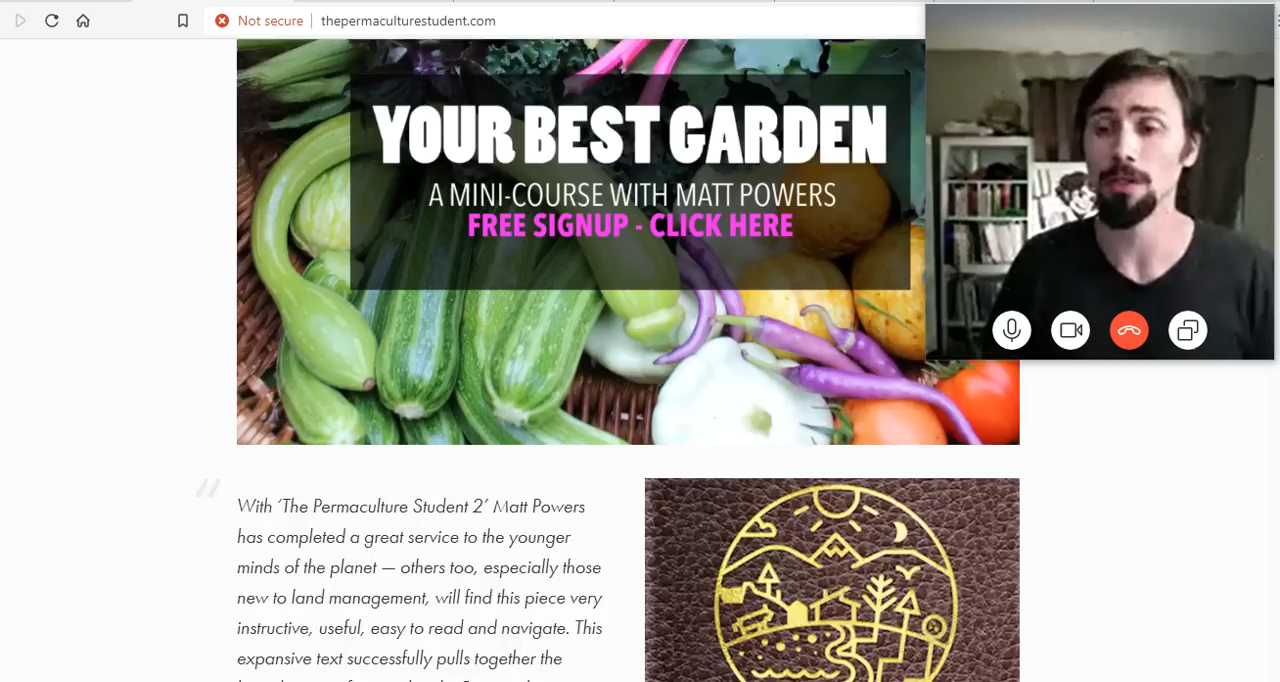 Not secure
thepermaculturestudent.com
YOUR BEST GARDEN
A MINI-COURSE WITH MATT POWERS
FREE SIGNUP - CLICK HERE
"
With ‘The Permaculture Student 2’ Matt Powers
has completed a great service to the younger
minds of the planet — others too, especially those
new to land management, will find this piece very
instructive, useful, easy to read and navigate. This
expansive text successfully pulls together the